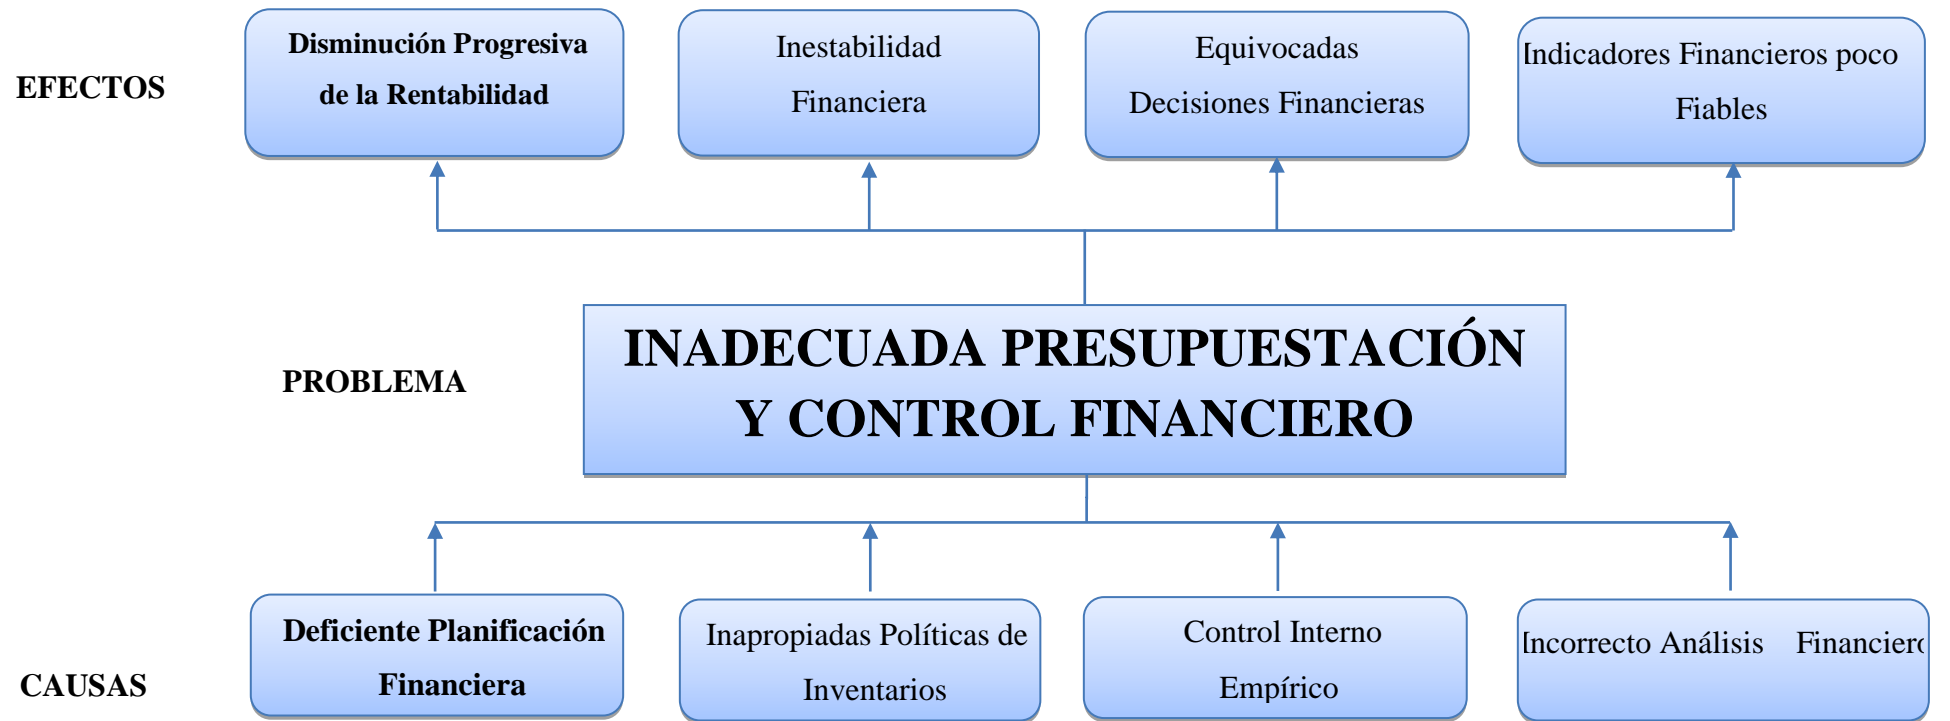 EFECTOS
Disminución Progresiva
de la Rentabilidad
Inestabilidad
Financiera
Equivocadas
Decisiones Financieras
Indicadores Financieros poco
Fiables
PROBLEMA
INADECUADA PRESUPUESTACIÓN
Y CONTROL FINANCIERO
CAUSAS
Deficiente Planificación
Financiera
Inapropiadas Políticas de
Inventarios
Control Interno
Empírico
Incorrecto Análisis Financiero